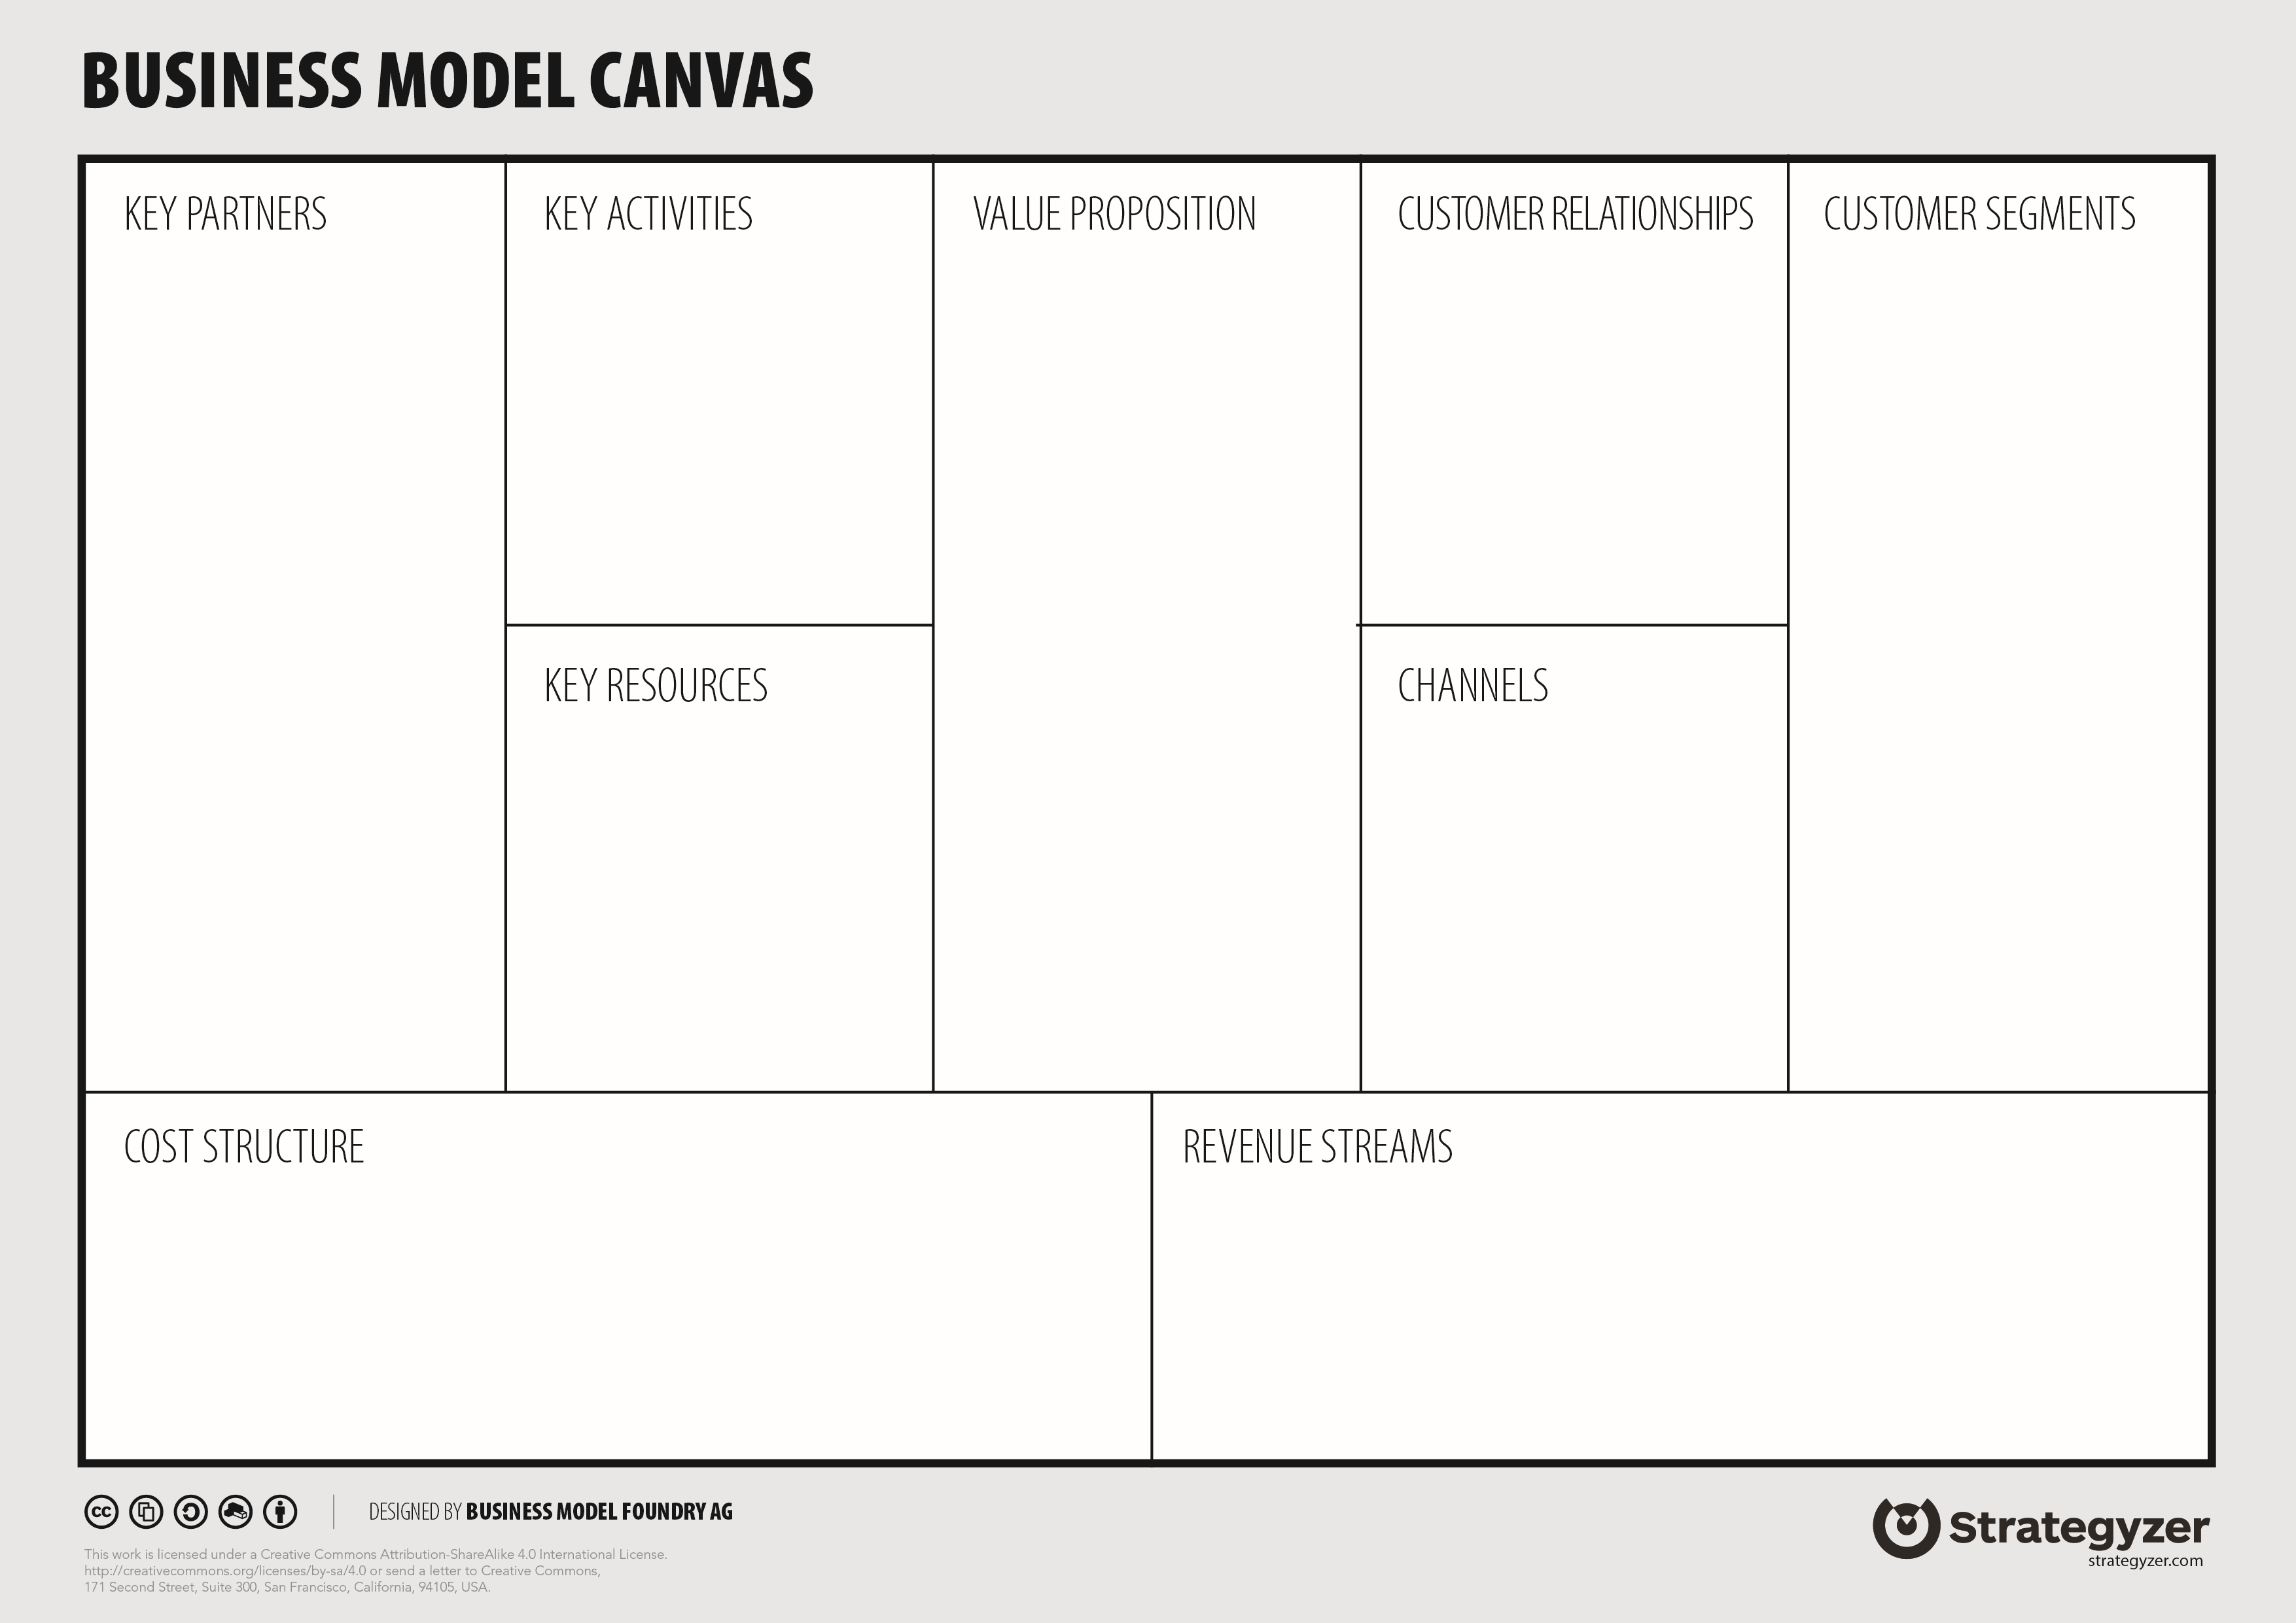 BUSINESS MODEL CANVAS
KEY PARTNERS
KEY ACTIVITIES
VALUE PROPOSITION
CUSTOMER RELATIONSHIPS
CUSTOMER SEGMENTS
KEY RESOURCES
CHANNELS
COST STRUCTURE
REVENUE STREAMS
cc
DESIGNED BY BUSINESS MODEL FOUNDRY AG
This work is licensed under a Creative Commons Attribution-ShareAlike 4.0 International License.
http://creativecommons.org/licenses/by-sa/4.0 or send a letter to Creative Commons,
171 Second Street, Suite 300, San Francisco, California, 94105, USA.
Strategyzer
strategyzer.com